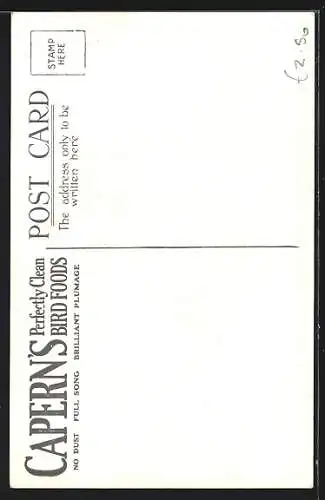 CAPERN'S
Perfectly Clean
BIRD FOODS
NO DUST FULL SONG BRILLIANT PLUMAGE
POST CARD
The address only to be
written here
STAMP
HERE
£2.50